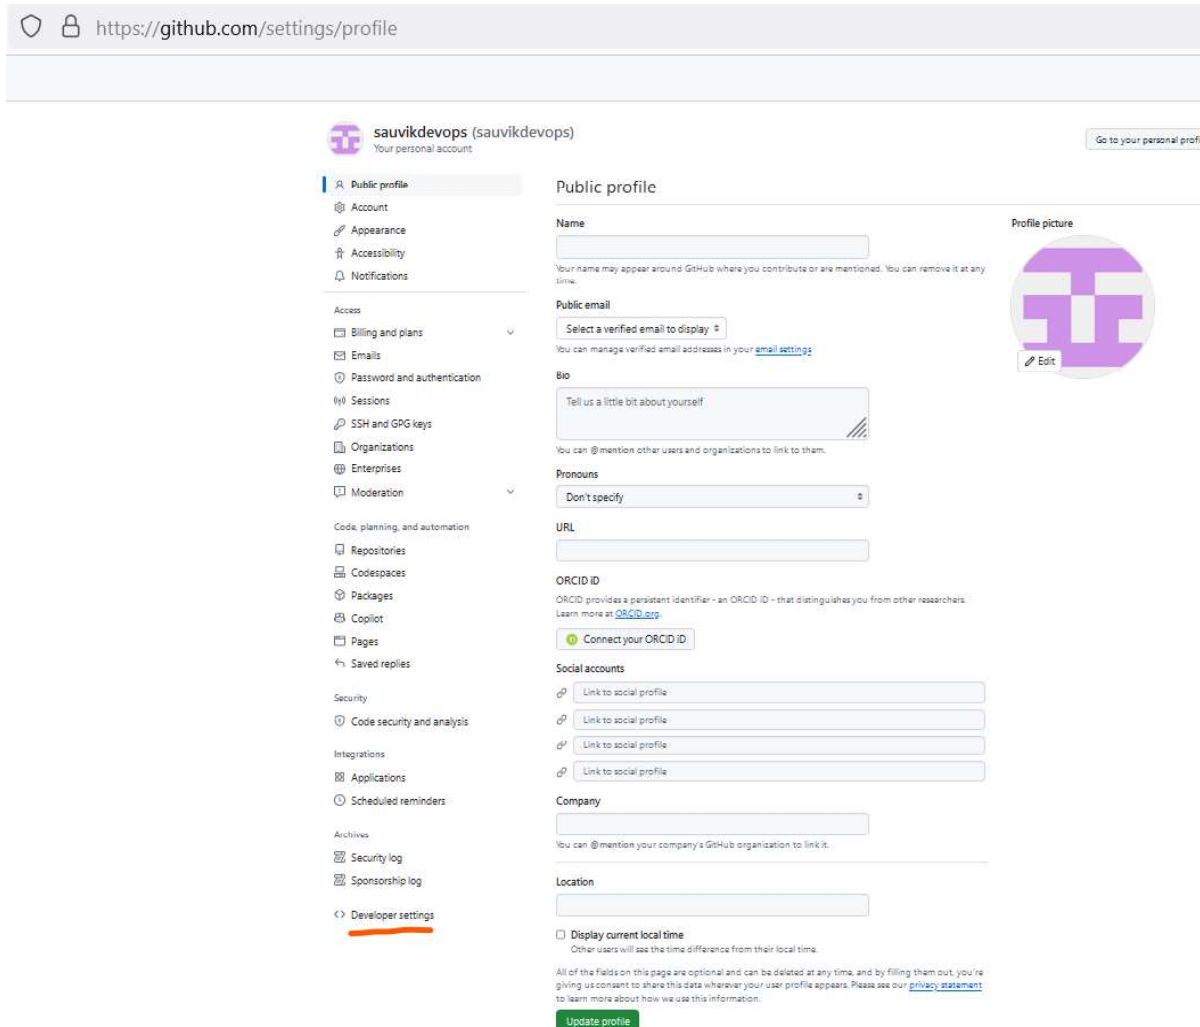 https://github.com/settings/profile
sauvikdevops (sauvikdevops)
Your personal account
Go to your personal profi
Public profile
Account
Appearance
Accessibility
Notifications
Access
Billing and plans
Emails
Password and authentication
Sessions
SSH and GPG keys
Organizations
Enterprises
Moderation
Code, planning, and automation
Repositories
Codespaces
Packages
Copilot
Pages
Saved replies
Security
Code security and analysis
Integrations
Applications
Scheduled reminders
Archives
Security log
Sponsorship log
<> Developer settings
Public profile
Name
Your name may appear around GitHub where you contribute or are mentioned. You can remove it at any
time.
Public email
Select a verified email to display
You can manage verified email addresses in your email settings
Bio
Tell us a little bit about yourself
You can @mention other users and organizations to link to them.
Pronouns
Don't specify
URL
ORCID iD
ORCID provides a persistent identifier - an ORCID iD - that distinguishes you from other researchers.
Learn more at ORCID.org.
Connect your ORCID iD
Social accounts
Link to social profile
Link to social profile
Link to social profile
Link to social profile
Company
You can @mention your company's GitHub organization to link it.
Location
Display current local time
Other users will see the time difference from their local time.
All of the fields on this page are optional and can be deleted at any time, and by filling them out, you're
giving us consent to share this data wherever your user profile appears. Please see our privacy statement
to learn more about how we use this information.
Update profile
Profile picture
Edit